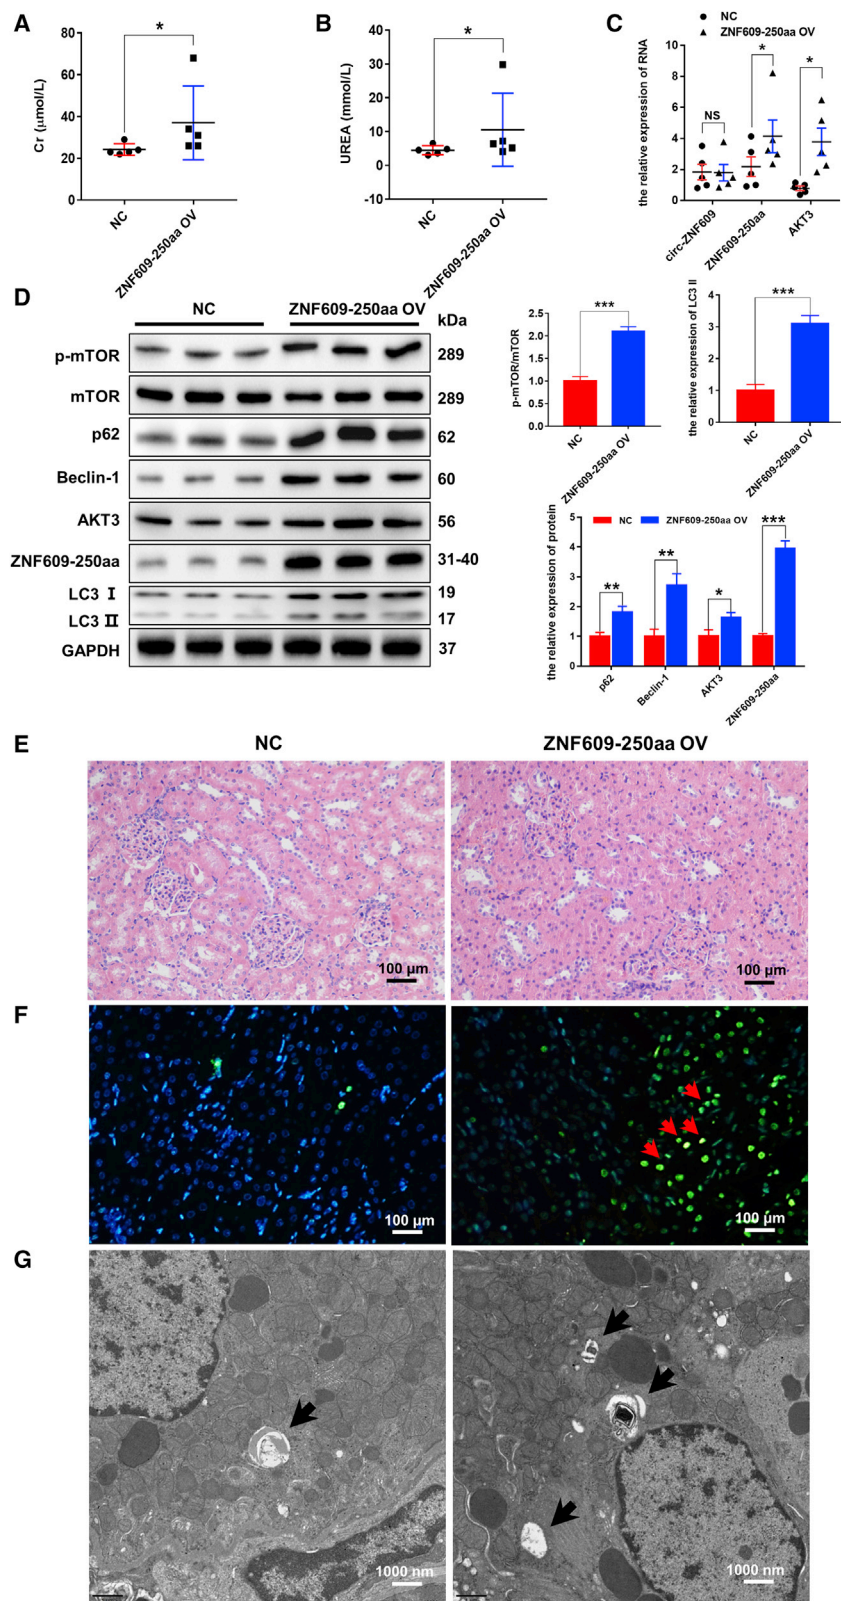 A
*
Cr (μmol/L)
80
60
40
20
0
NC
ZNF609-250aa OV
B
*
UREA (mmol/L)
40
30
20
10
0
-10
NC
ZNF609-250aa OV
C
NC
ZNF609-250aa OV
the relative expression of RNA
10
8
6
4
2
0
NS
*
*
circ-ZNF609
ZNF609-250aa
AKT3
D
NC
ZNF609-250aa OV
kDa
p-mTOR
289
mTOR
289
p62
62
Beclin-1
60
AKT3
56
ZNF609-250aa
31-40
LC3 Ⅰ
19
LC3 Ⅱ
17
GAPDH
37
p-mTOR/mTOR
2.5
2.0
1.5
1.0
0.5
0.0
***
NC
ZNF609-250aa OV
the relative expression of LC3 II
4
3
2
1
0
***
NC
ZNF609-250aa OV
NC
ZNF609-250aa OV
the relative expression of protein
5
4
3
2
1
0
**
**
*
***
p62
Beclin-1
AKT3
ZNF609-250aa
E
NC
ZNF609-250aa OV
100 μm
100 μm
F
100 μm
100 μm
G
1000 nm
1000 nm